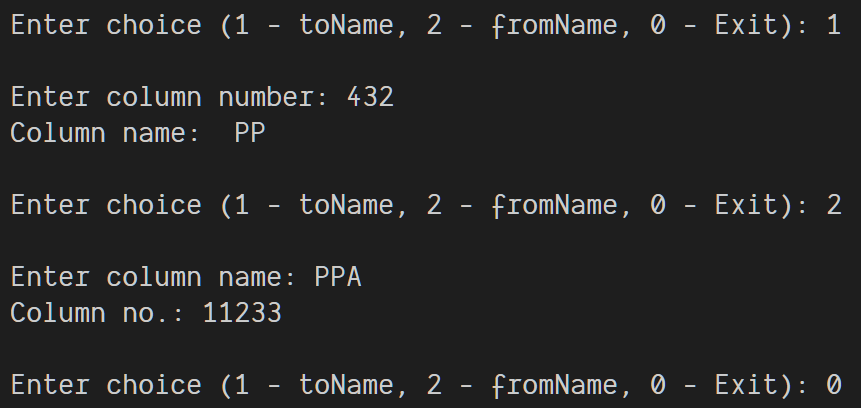 Enter choice (1 - toName, 2 - fromName, 0 - Exit): 1
Enter column number: 432
Column name:  PP
Enter choice (1 - toName, 2 - fromName, 0 - Exit): 2
Enter column name: PPA
Column no.: 11233
Enter choice (1 - toName, 2 - fromName, 0 - Exit): 0